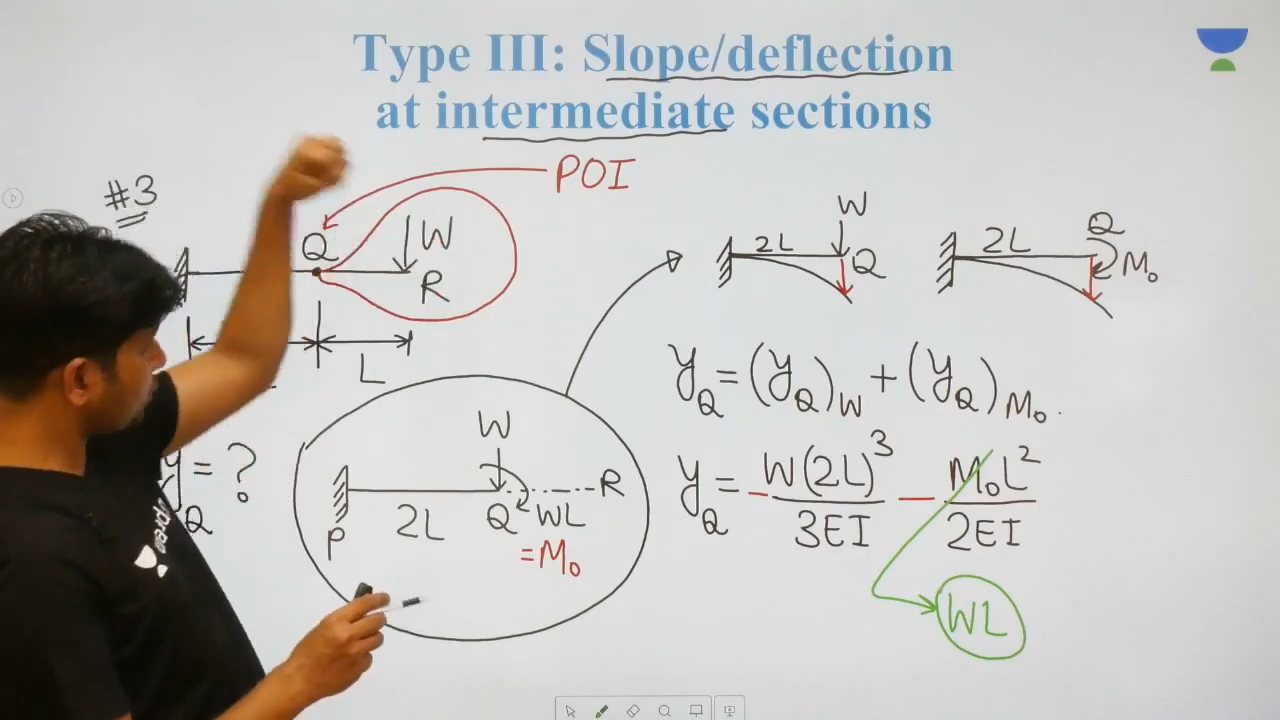 Type III: Slope/deflection
at intermediate sections
POI
#3
Q W
R
L
y = ?
Q
W
P 2L Q WL R
= M₀
W
2L Q
Q
2L M₀
y_Q = (y_Q)_W + (y_Q)_M₀.
y_Q = - W(2L)³/3EI - M₀L²/2EI
WL